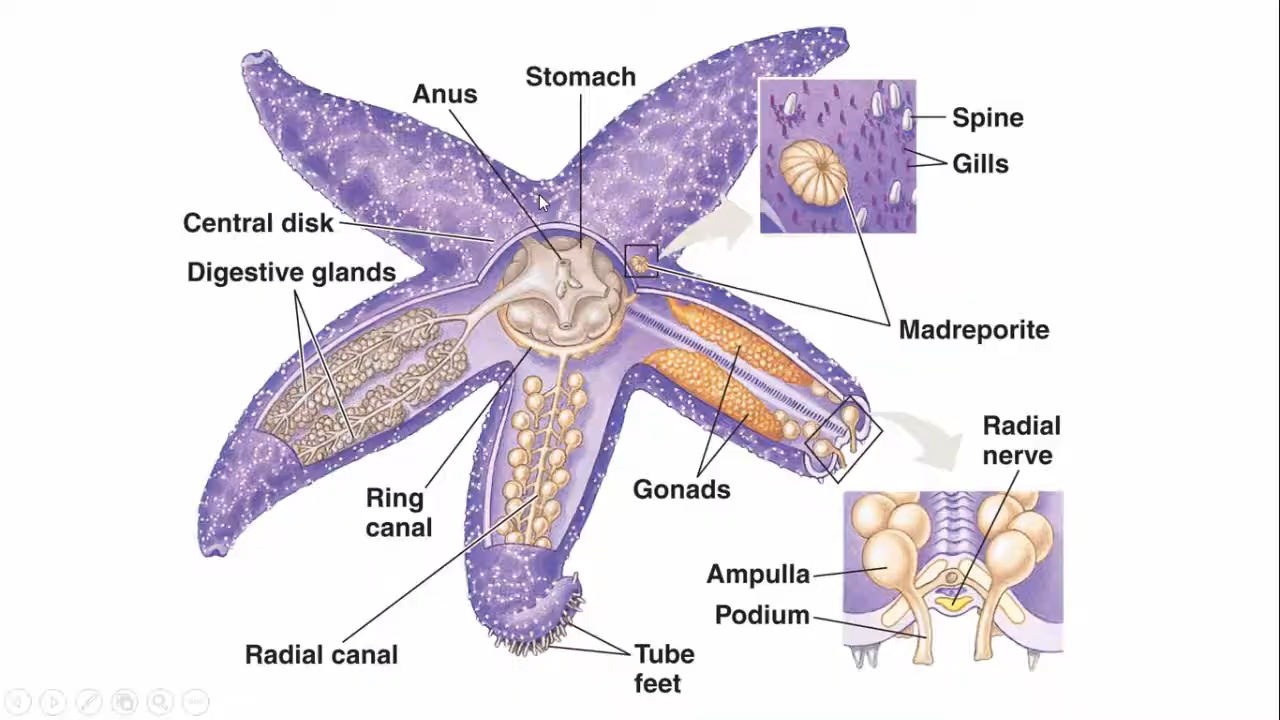 Stomach
Anus
Spine
Gills
Central disk
Digestive glands
Madreporite
Radial
nerve
Gonads
Ring
canal
Ampulla
Podium
Radial canal
Tube
feet